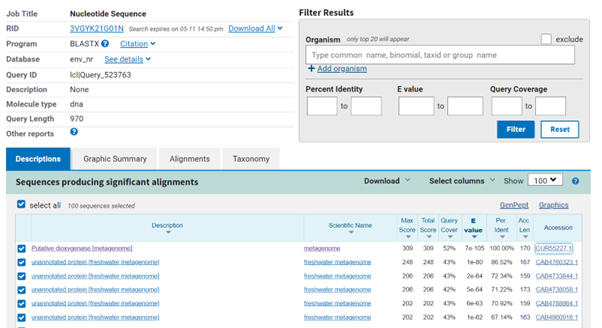 Job Title Nucleotide Sequence
RID 3VGYK21G01N Search expires on 05-11 14:50 pm Download All
Program BLASTX Citation
Database env_nr See details
Query ID lcl|Query_523763
Description None
Molecule type dna
Query Length 970
Other reports
Filter Results
Organism only top 20 will appear exclude
Type common name, binomial, taxid or group name
+ Add organism
Percent Identity E value Query Coverage
to to to
Filter Reset
Descriptions Graphic Summary Alignments Taxonomy
Sequences producing significant alignments Download Select columns Show 100
select all 100 sequences selected GenPept Graphics
Description Scientific Name Max Score Total Score Query Cover E value Per. Ident Acc. Len Accession
Putative dioxygenase [metagenome] metagenome 309 309 52% 7e-105 100.00% 170 CUR55227.1
unannotated protein [freshwater metagenome] freshwater metagenome 248 248 43% 1e-80 86.52% 167 CAB4760323.1
unannotated protein [freshwater metagenome] freshwater metagenome 206 206 43% 2e-64 72.34% 159 CAB4733844.1
unannotated protein [freshwater metagenome] freshwater metagenome 206 206 42% 5e-64 71.22% 173 CAB4738058.1
unannotated protein [freshwater metagenome] freshwater metagenome 202 202 43% 6e-63 70.92% 159 CAB4788864.1
unannotated protein [freshwater metagenome] freshwater metagenome 202 202 43% 1e-62 67.14% 163 CAB4860918.1